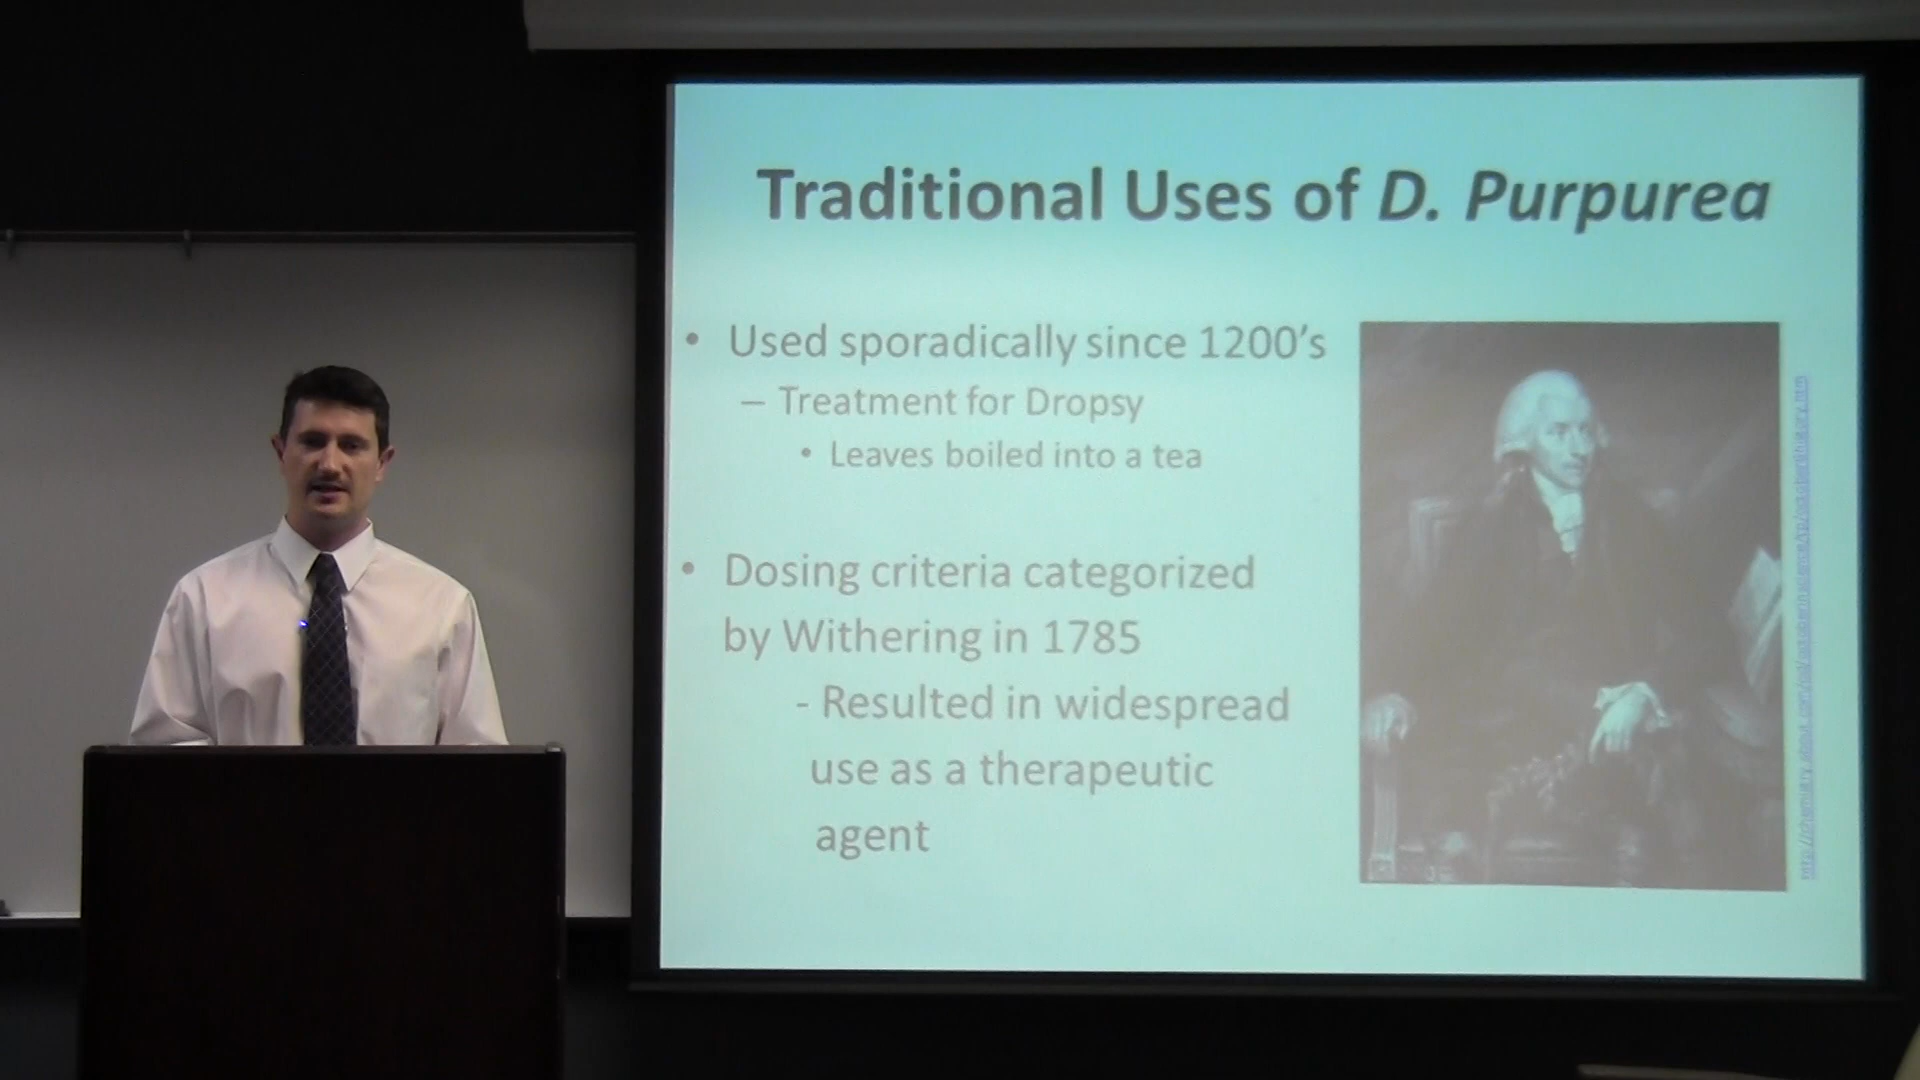 Traditional Uses of D. Purpurea
• Used sporadically since 1200's
– Treatment for Dropsy
• Leaves boiled into a tea
• Dosing criteria categorized
by Withering in 1785
- Resulted in widespread
use as a therapeutic
agent